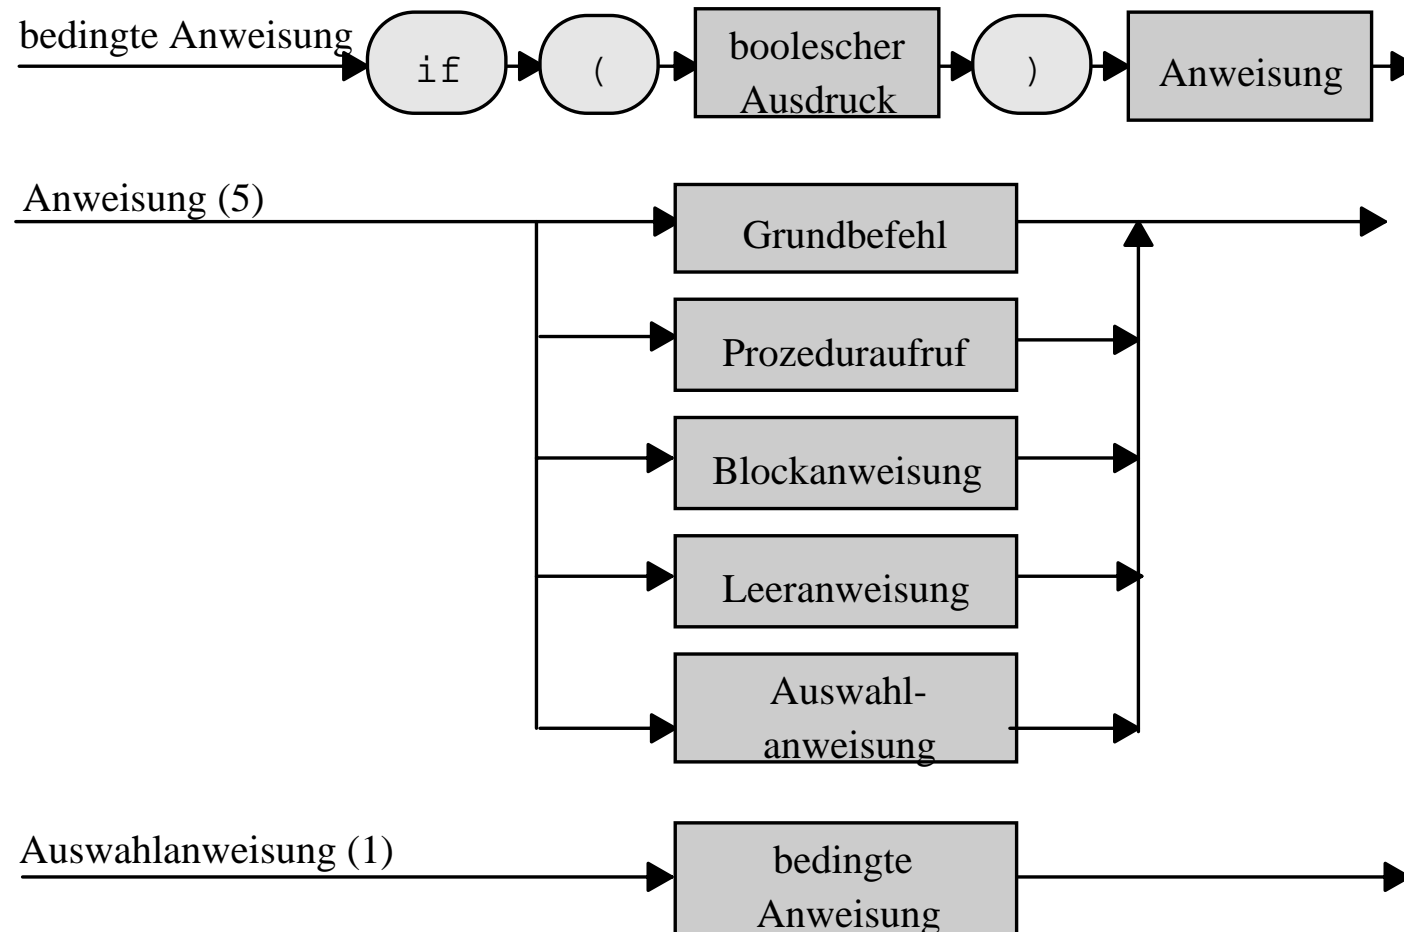 bedingte Anweisung
if
(
boolescher
Ausdruck
)
Anweisung
Anweisung (5)
Grundbefehl
Prozeduraufruf
Blockanweisung
Leeranweisung
Auswahl-
anweisung
Auswahlanweisung (1)
bedingte
Anweisung